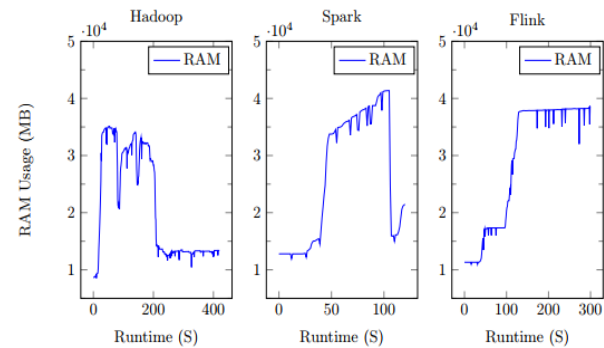 Hadoop
Spark
Flink
·10^4
·10^4
·10^4
RAM
RAM
RAM
5
4
3
2
1
5
4
3
2
1
5
4
3
2
1
RAM Usage (MB)
0 200 400
0 50 100
0 100 200 300
Runtime (S)
Runtime (S)
Runtime (S)